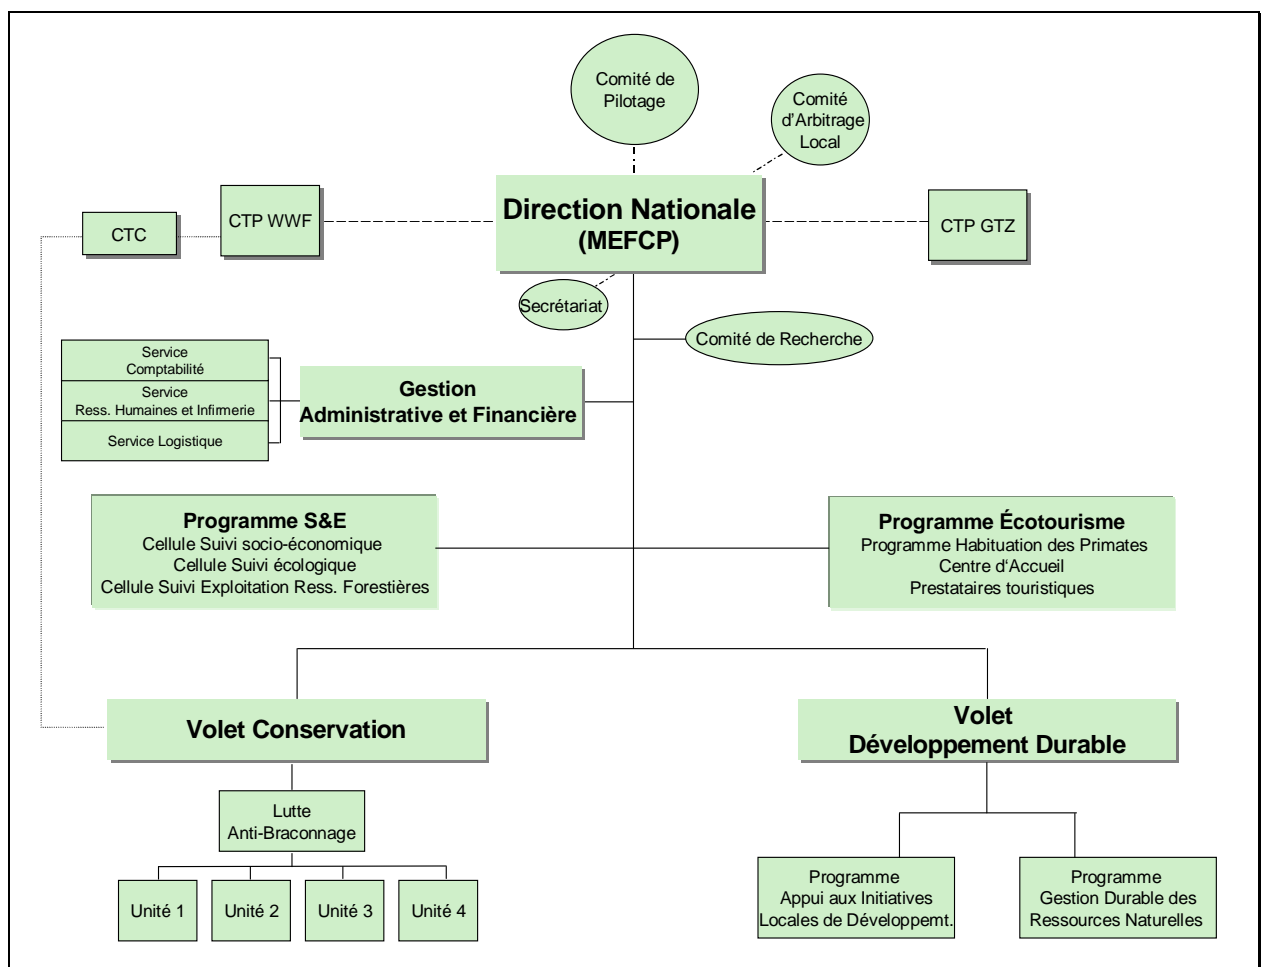 Comité de
Pilotage
Comité
d'Arbitrage
Local
Direction Nationale
(MEFCP)
CTP WWF
CTC
CTP GTZ
Secrétariat
Comité de Recherche
Service
Comptabilité
Service
Ress. Humaines et Infirmerie
Service Logistique
Gestion
Administrative et Financière
Programme S&E
Cellule Suivi socio-économique
Cellule Suivi écologique
Cellule Suivi Exploitation Ress. Forestières
Programme Écotourisme
Programme Habituation des Primates
Centre d'Accueil
Prestataires touristiques
Volet Conservation
Volet
Développement Durable
Lutte
Anti-Braconnage
Unité 1
Unité 2
Unité 3
Unité 4
Programme
Appui aux Initiatives
Locales de Développemt.
Programme
Gestion Durable des
Ressources Naturelles